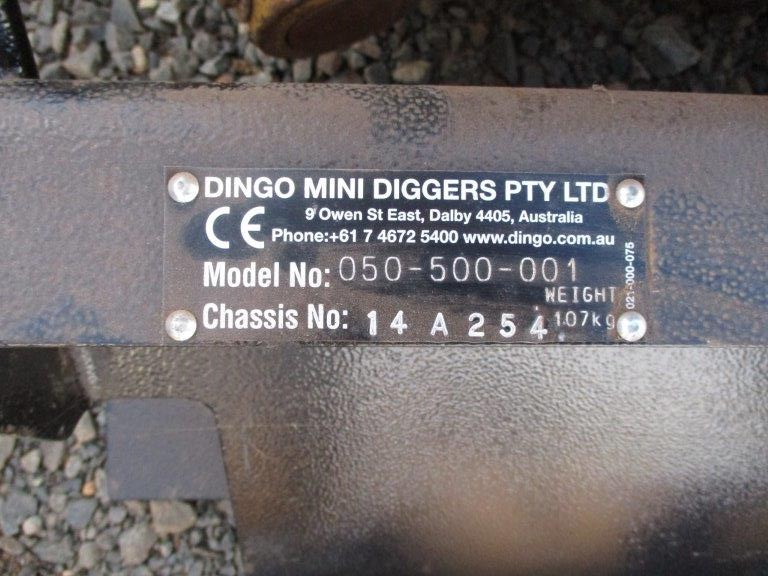 DINGO MINI DIGGERS PTY LTD
9 Owen St East, Dalby 4405, Australia
CE Phone:+61 7 4672 5400 www.dingo.com.au
Model No: 050-500-001
WEIGHT
Chassis No: 14 A 254 107kg
021-000-075